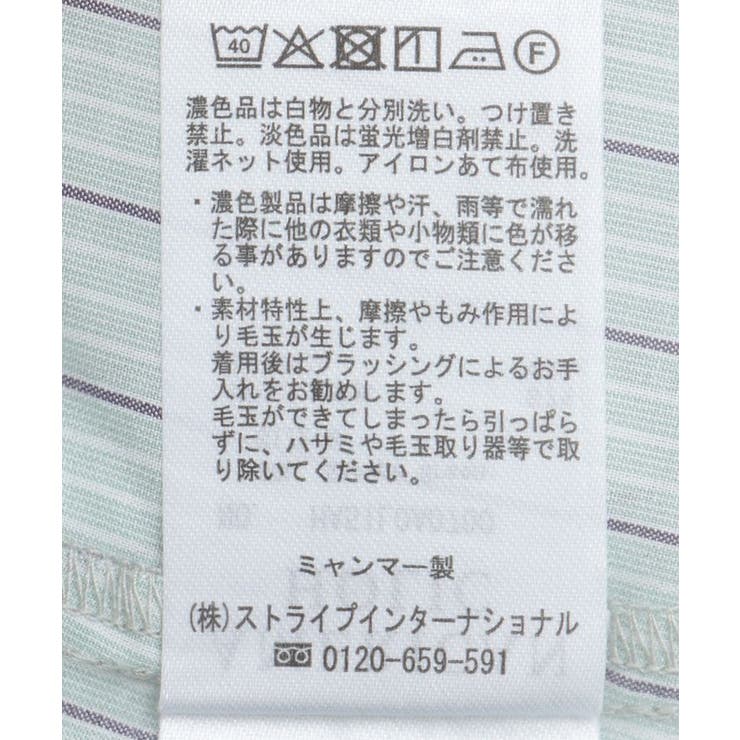 40 F
濃色品は白物と分別洗い。つけ置き
禁止。淡色品は蛍光増白剤禁止。洗
濯ネット使用。アイロンあて布使用。
・濃色製品は摩擦や汗、雨等で濡れ
た際に他の衣類や小物類に色が移
る事がありますのでご注意くださ
い。
・素材特性上、摩擦やもみ作用によ
り毛玉が生じます。
着用後はブラッシングによるお手
入れをお勧めします。
毛玉ができてしまったら引っぱら
ずに、ハサミや毛玉取り器等で取
り除いてください。
ミャンマー製
(株)ストライプインターナショナル
0120-659-591